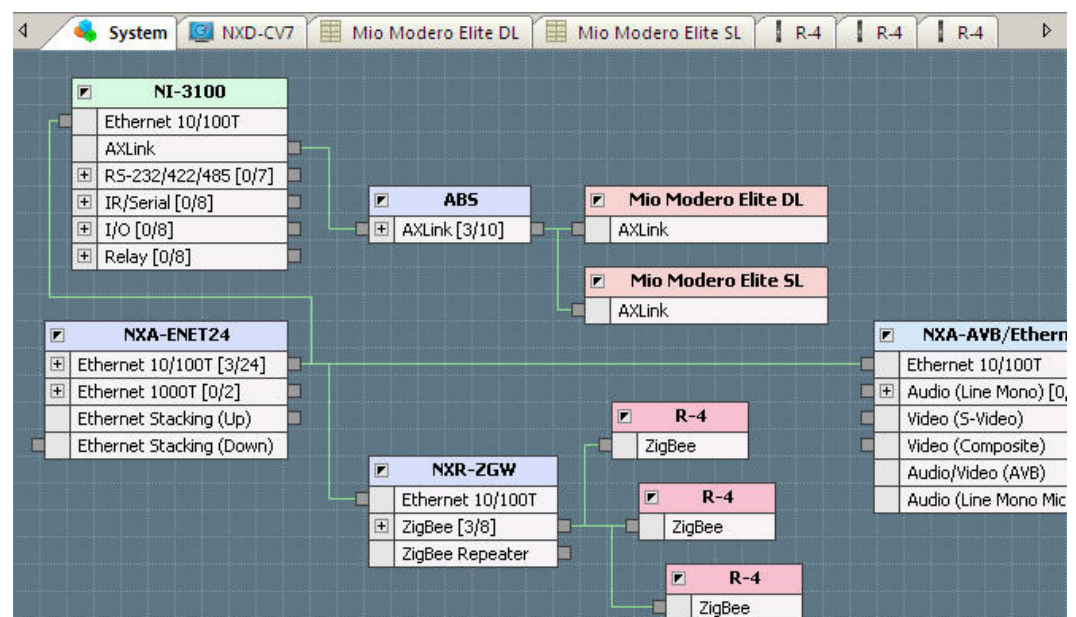 System
NXD-CV7
Mio Modero Elite DL
Mio Modero Elite SL
R-4
R-4
R-4
NI-3100
Ethernet 10/100T
AXLink
RS-232/422/485 [0/7]
IR/Serial [0/8]
I/O [0/8]
Relay [0/8]
ABS
AXLink [3/10]
Mio Modero Elite DL
AXLink
Mio Modero Elite SL
AXLink
NXA-ENET24
Ethernet 10/100T [3/24]
Ethernet 1000T [0/2]
Ethernet Stacking (Up)
Ethernet Stacking (Down)
NXA-AVB/Ethern
Ethernet 10/100T
Audio (Line Mono) [0,
Video (S-Video)
Video (Composite)
Audio/Video (AVB)
Audio (Line Mono Mic
R-4
ZigBee
NXR-ZGW
Ethernet 10/100T
ZigBee [3/8]
ZigBee Repeater
R-4
ZigBee
R-4
ZigBee